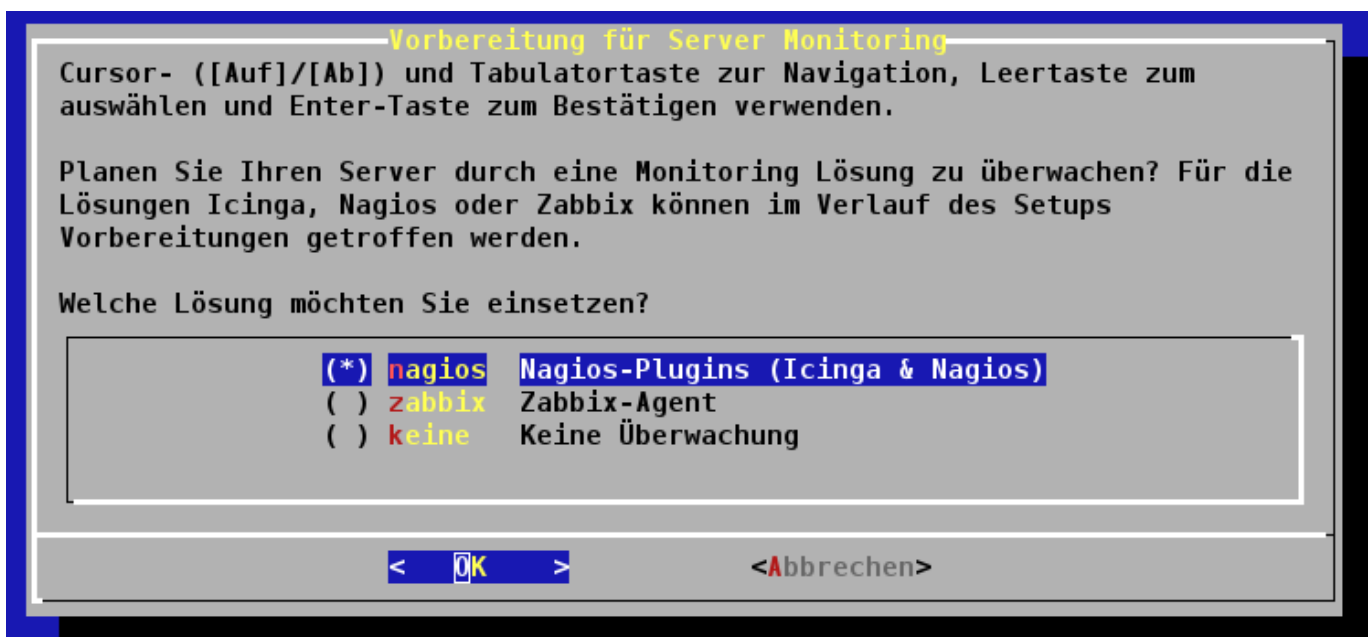 Vorbereitung für Server Monitoring
Cursor- ([Auf]/[Ab]) und Tabulatortaste zur Navigation, Leertaste zum
auswählen und Enter-Taste zum Bestätigen verwenden.
Planen Sie Ihren Server durch eine Monitoring Lösung zu überwachen? Für die
Lösungen Icinga, Nagios oder Zabbix können im Verlauf des Setups
Vorbereitungen getroffen werden.
Welche Lösung möchten Sie einsetzen?
(*) nagios Nagios-Plugins (Icinga & Nagios)
( ) zabbix Zabbix-Agent
( ) keine Keine Überwachung
< OK > <Abbrechen>